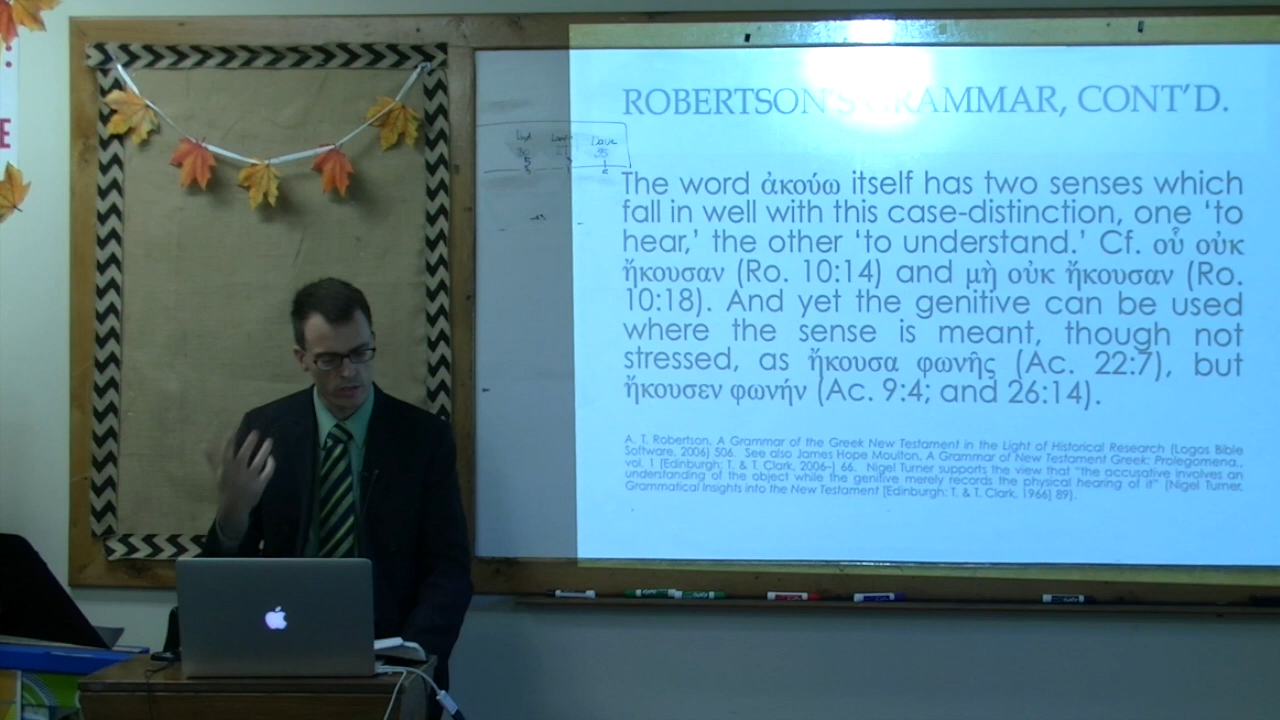 E
Dave
ROBERTSON'S GRAMMAR, CONT'D.
The word ἀκούω itself has two senses which
fall in well with this case-distinction, one ‘to
hear,’ the other ‘to understand.’ Cf. οὗ οὐκ
ἤκουσαν (Ro. 10:14) and μὴ οὐκ ἤκουσαν (Ro.
10:18). And yet the genitive can be used
where the sense is meant, though not
stressed, as ἤκουσα φωνῆς (Ac. 22:7), but
ἤκουσεν φωνήν (Ac. 9:4; and 26:14).
A. T. Robertson, A Grammar of the Greek New Testament in the Light of Historical Research (Logos Bible
Software, 2006) 506. See also James Hope Moulton, A Grammar of New Testament Greek: Prolegomena.,
vol. 1 [Edinburgh: T. & T. Clark, 2006-) 66. Nigel Turner supports the view that “the accusative involves an
understanding of the object while the genitive merely records the physical hearing of it” (Nigel Turner,
Grammatical Insights into the New Testament [Edinburgh: T. & T. Clark, 1966] 89).